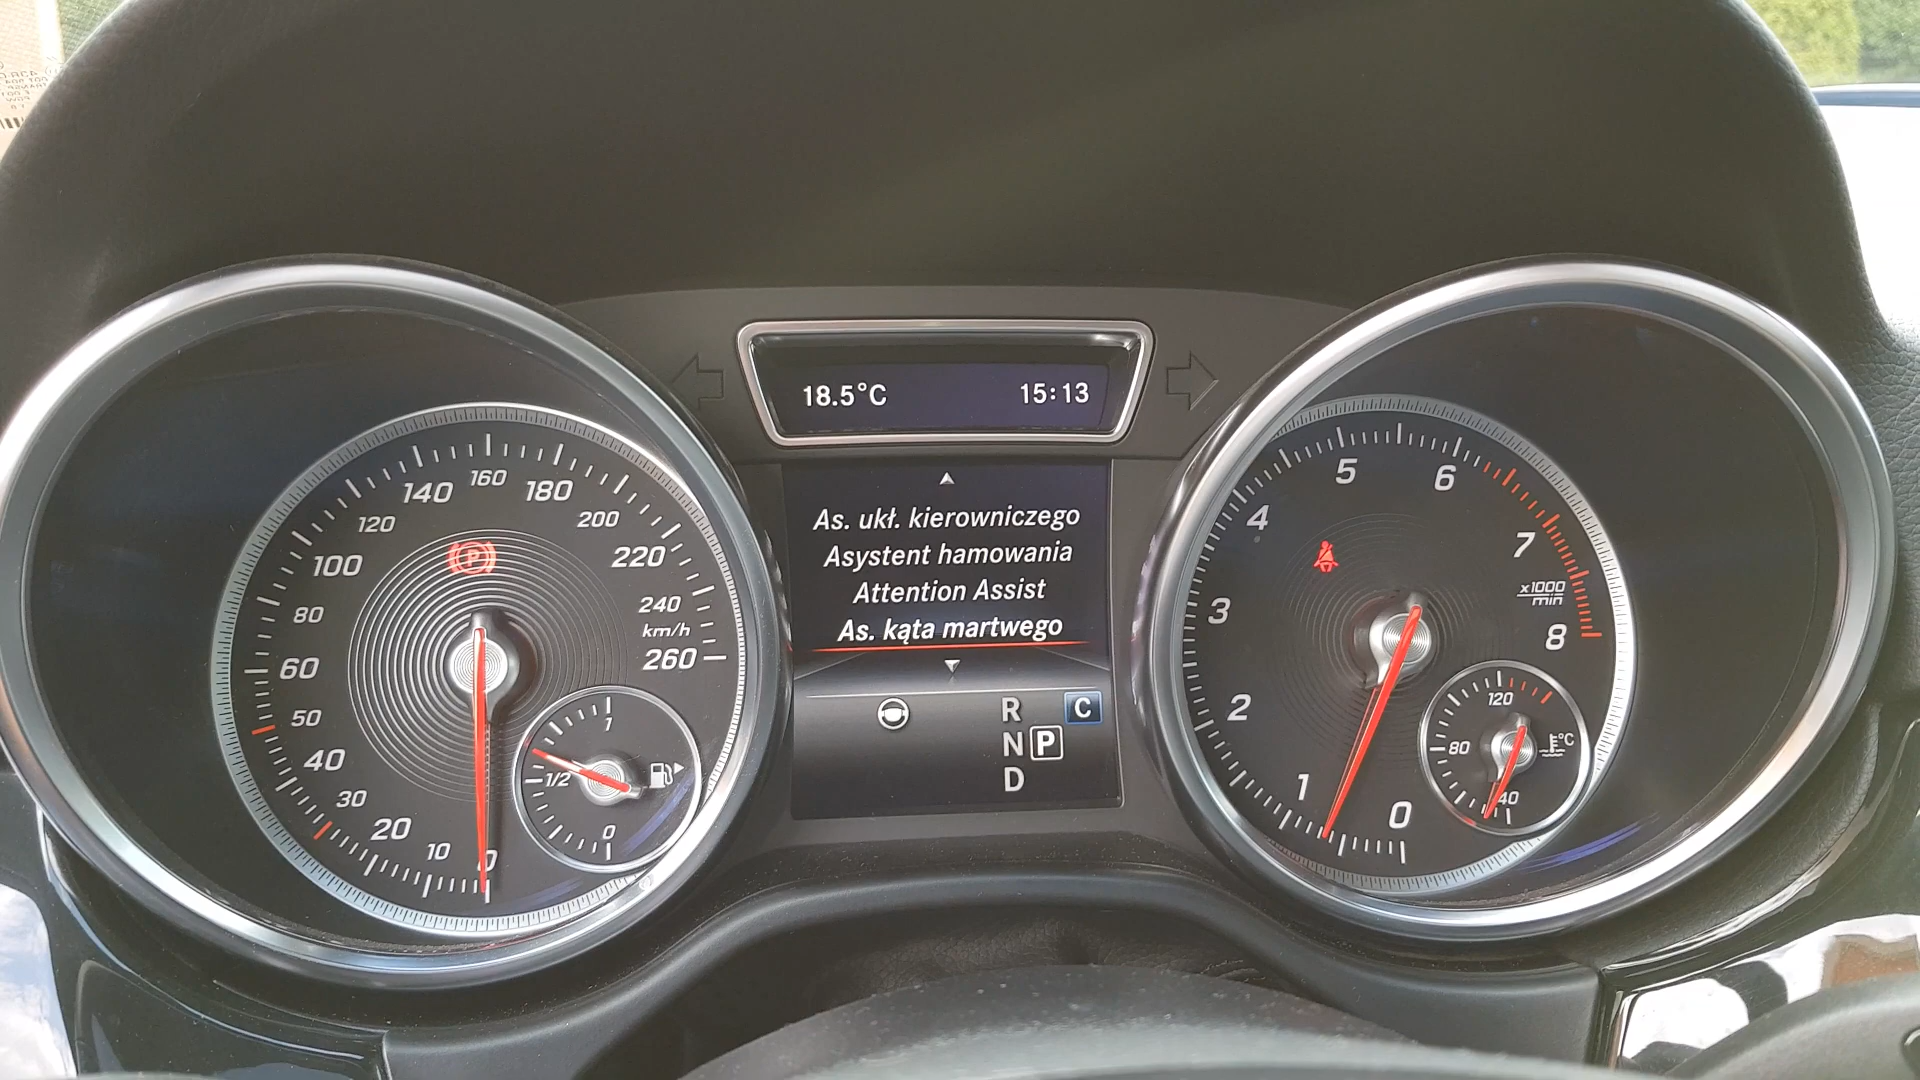 18.5°C 15:13
As. ukł. kierowniczego
Asystent hamowania
Attention Assist
As. kąta martwego
R C
N P
D
0 10 20 30 40 50 60 80 100 120 140 160 180 200 220 240 260
km/h
P
1
1/2
0
0 1 2 3 4 5 6 7 8
x1000
min
120
80
40
°C